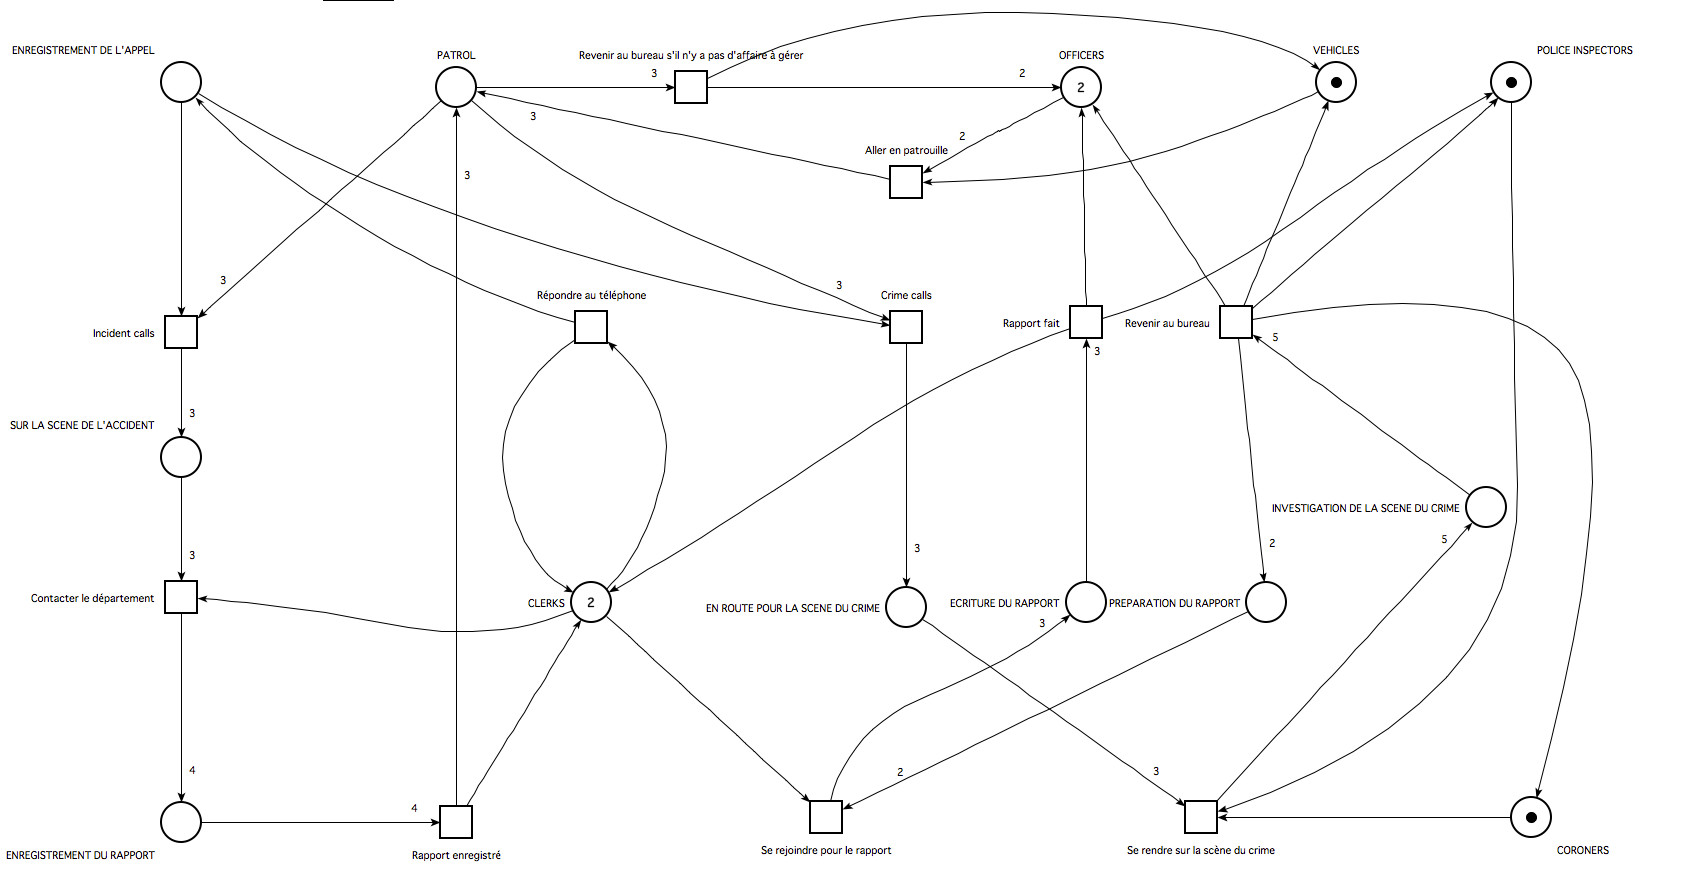 ENREGISTREMENT DE L'APPEL
PATROL
Revenir au bureau s'il n'y a pas d'affaire à gérer
OFFICERS
VEHICLES
POLICE INSPECTORS
3
2
2
3
2
Aller en patrouille
3
3
3
Répondre au téléphone
Crime calls
Incident calls
Rapport fait
Revenir au bureau
5
3
3
SUR LA SCENE DE L'ACCIDENT
INVESTIGATION DE LA SCENE DU CRIME
5
3
3
2
Contacter le département
CLERKS
2
EN ROUTE POUR LA SCENE DU CRIME
ECRITURE DU RAPPORT
PREPARATION DU RAPPORT
3
4
2
3
4
ENREGISTREMENT DU RAPPORT
Rapport enregistré
Se rejoindre pour le rapport
Se rendre sur la scène du crime
CORONERS